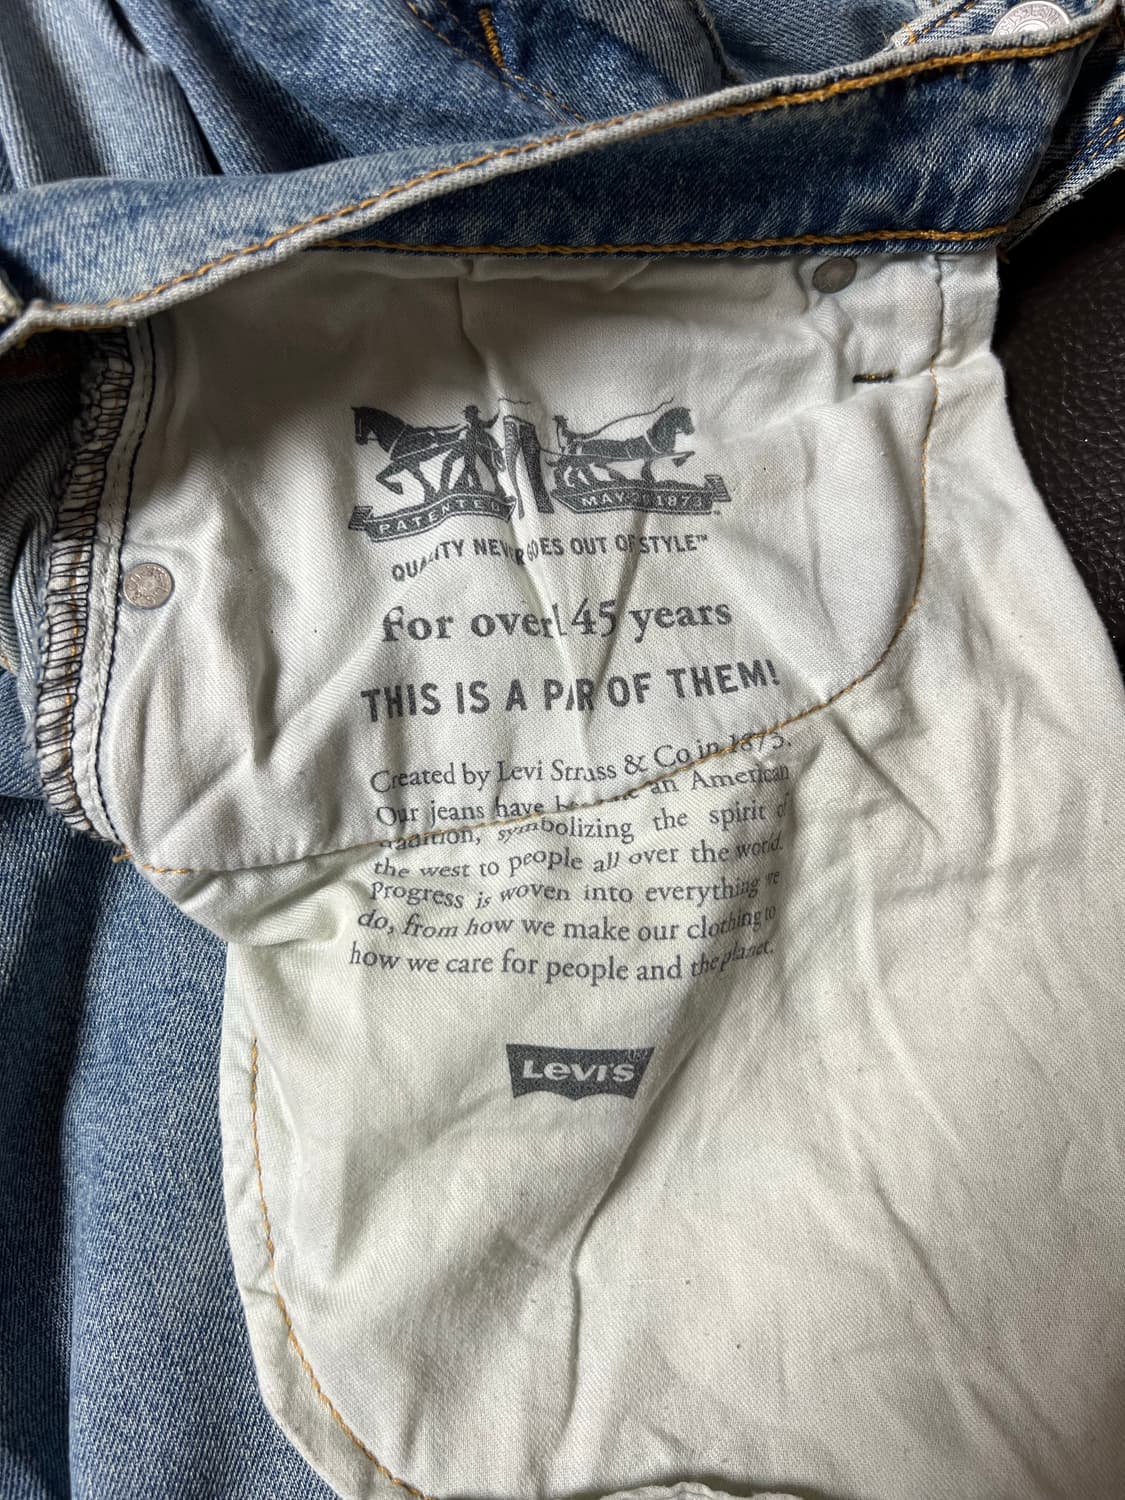 PATENTED MAY 20 1873
QUALITY NEVER GOES OUT OF STYLE™
for over 145 years
THIS IS A PAIR OF THEM!
Created by Levi Strauss & Co in 1873.
Our jeans have become an American
tradition, symbolizing the spirit of
the west to people all over the world.
Progress is woven into everything we
do, from how we make our clothing to
how we care for people and the planet.
LEVI'S